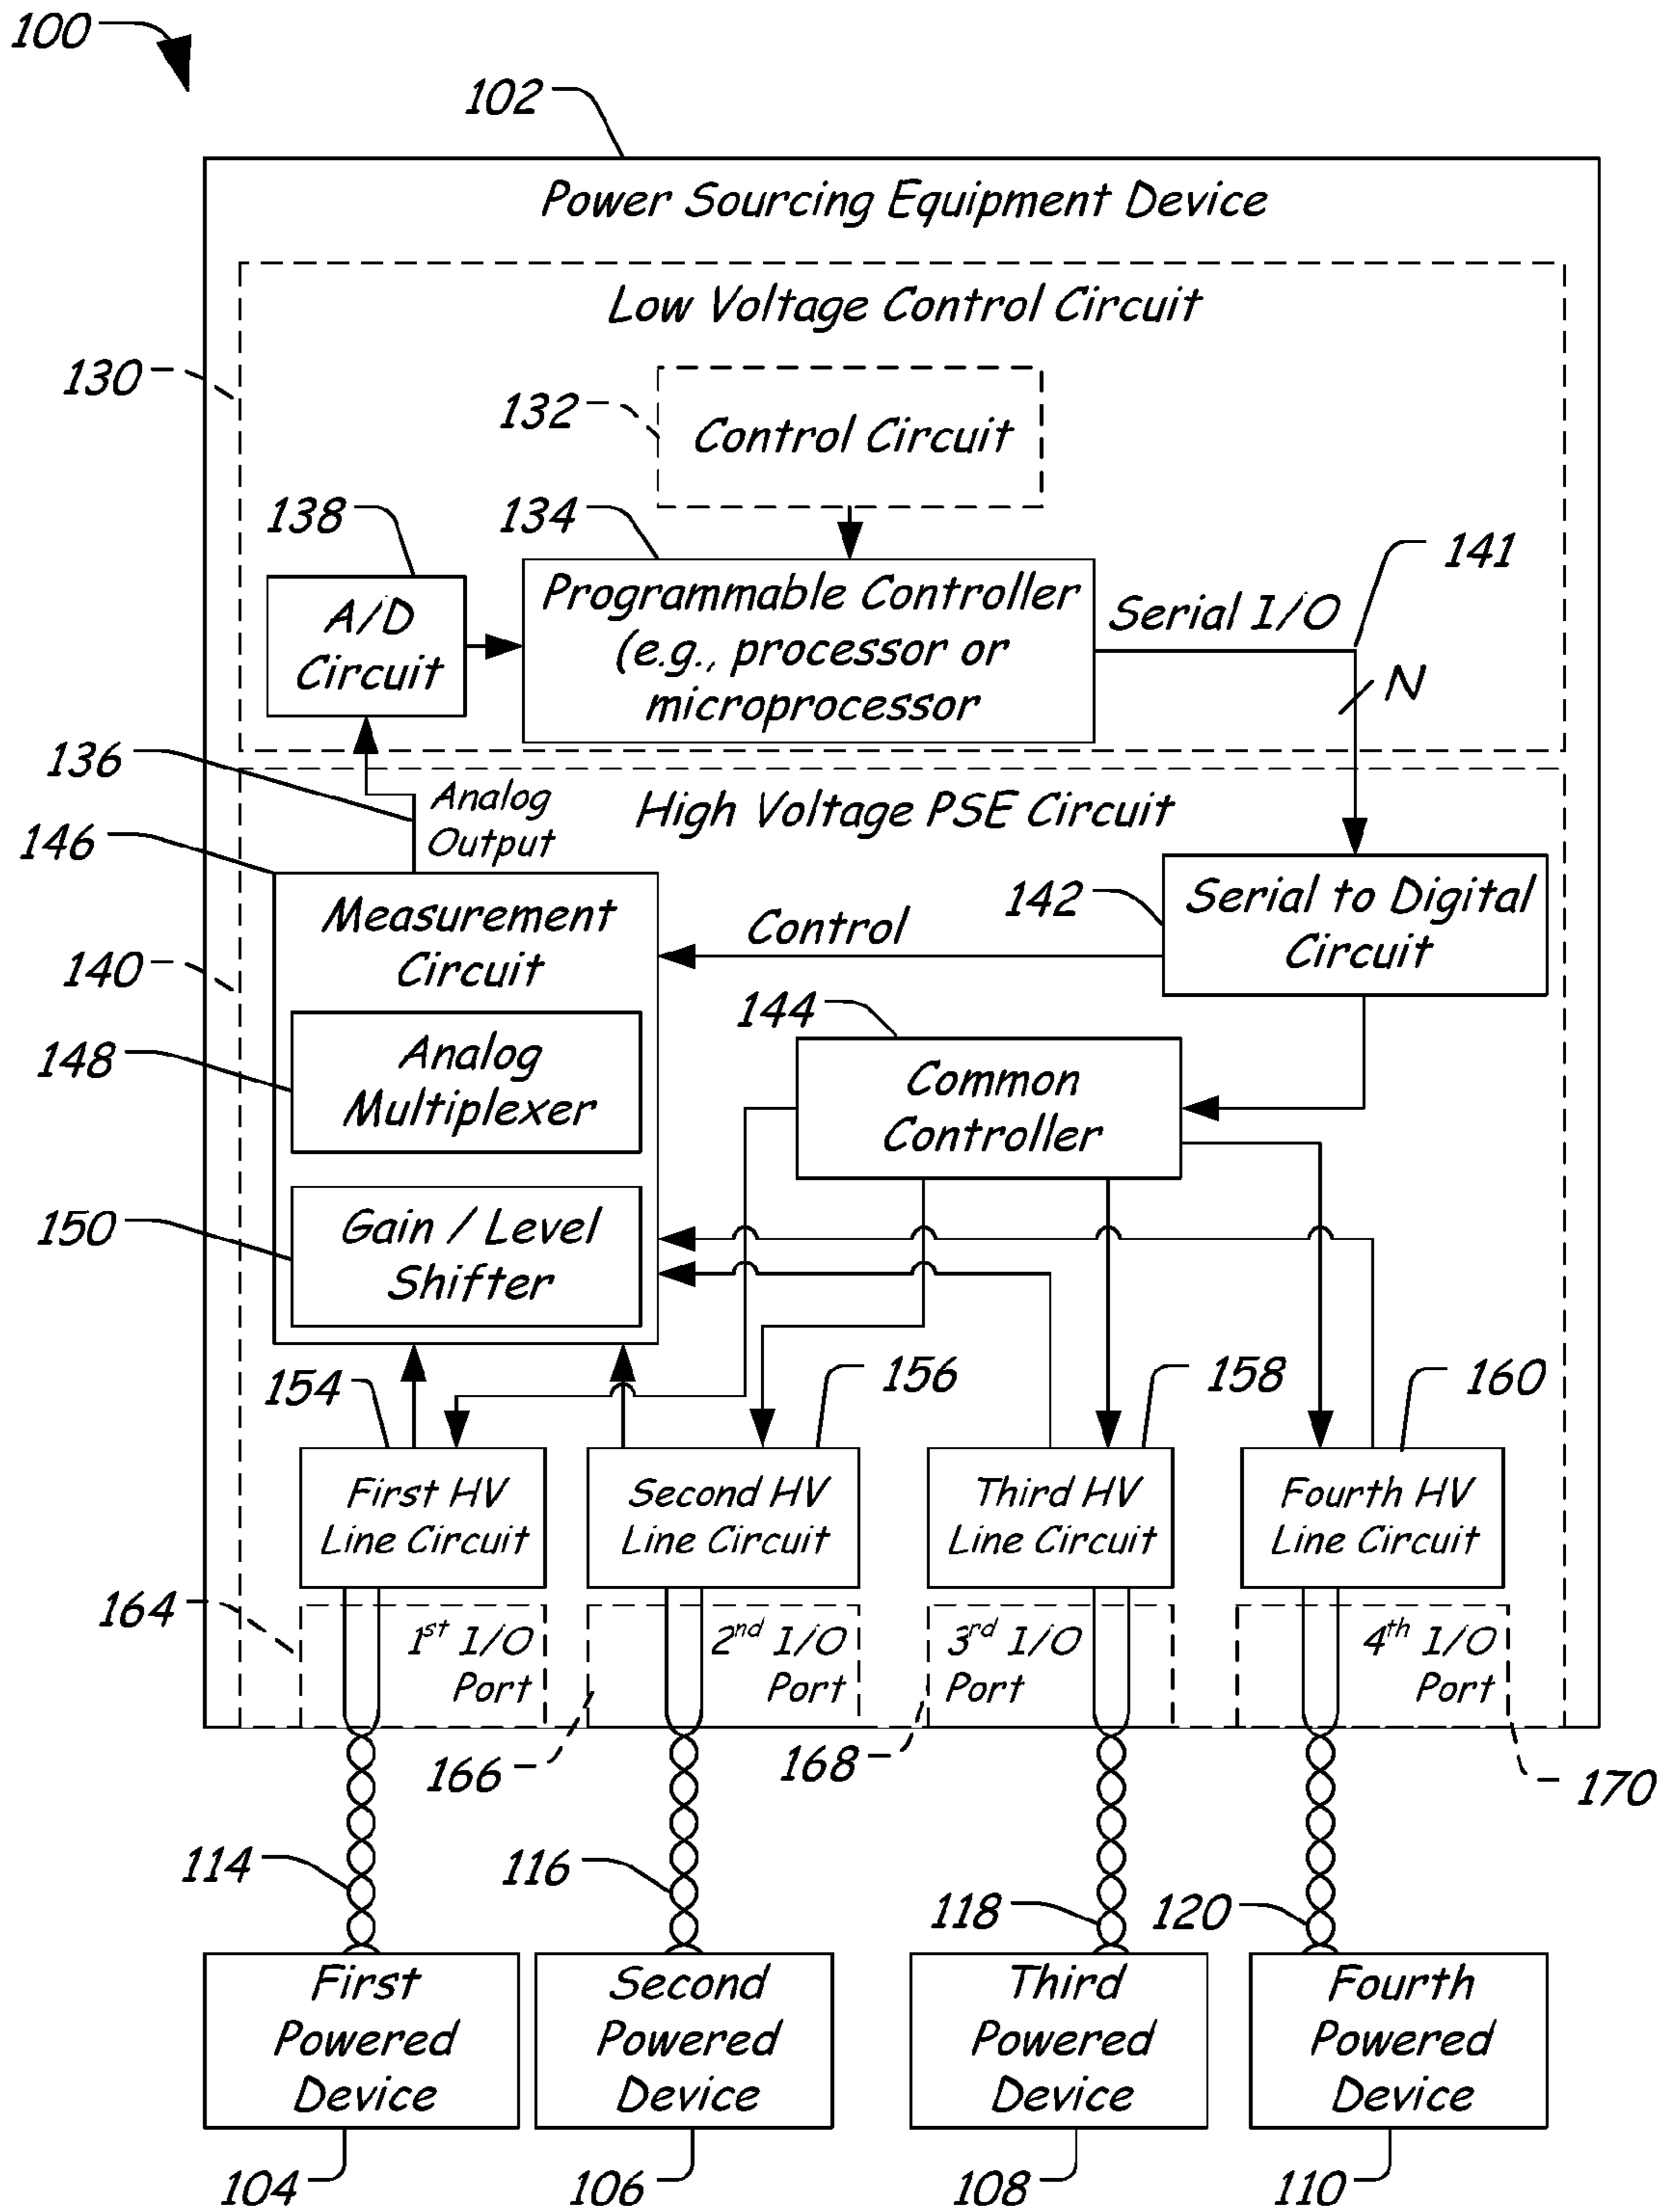 100
102
Power Sourcing Equipment Device
Low Voltage Control Circuit
130
132
Control Circuit
138
134
141
A/D
Circuit
Programmable Controller
(e.g., processor or
microprocessor
Serial I/O
N
136
Analog
Output
High Voltage PSE Circuit
146
Measurement
Circuit
Control
142
Serial to Digital
Circuit
140
144
148
Analog
Multiplexer
Common
Controller
150
Gain / Level
Shifter
154
156
158
160
First HV
Line Circuit
Second HV
Line Circuit
Third HV
Line Circuit
Fourth HV
Line Circuit
164
1st I/O
Port
2nd I/O
Port
3rd I/O
Port
4th I/O
Port
166
168
170
114
116
118
120
First
Powered
Device
Second
Powered
Device
Third
Powered
Device
Fourth
Powered
Device
104
106
108
110